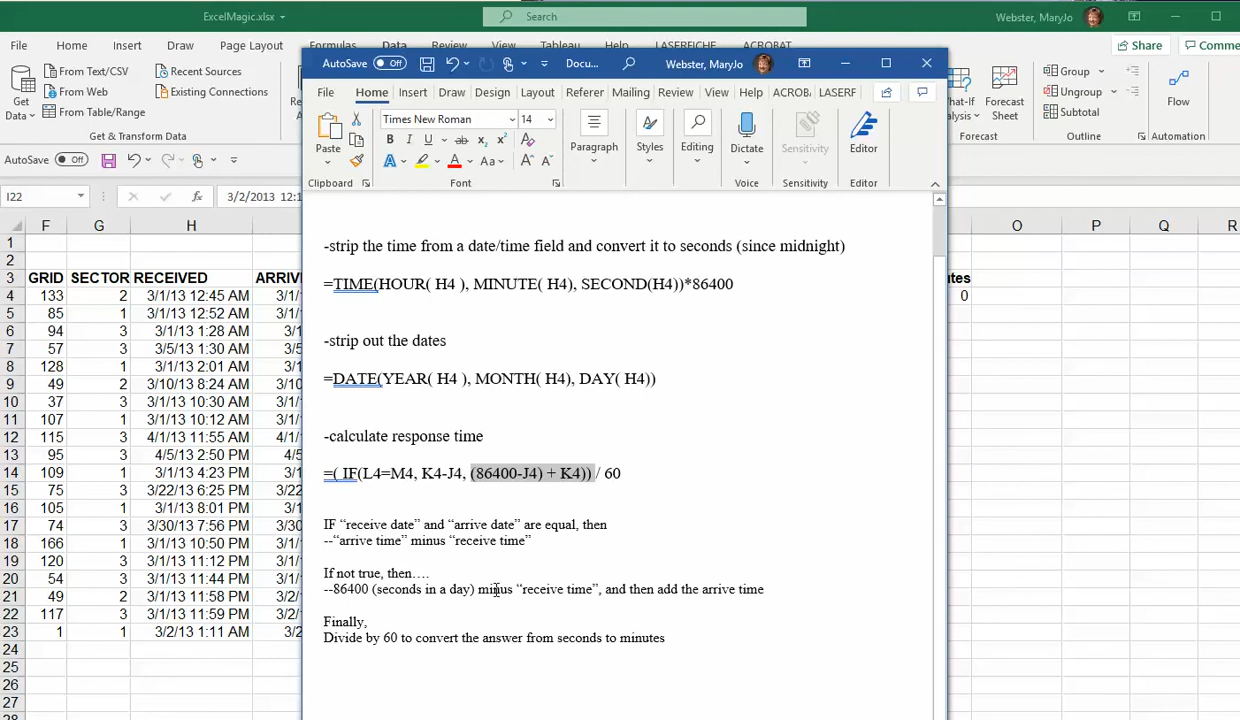 ExcelMagic.xlsx
Search
Webster, MaryJo
File Home Insert Draw Page Layout Formulas Data Review View Automate Help LASERFICHE ACROBAT
Share Comme
Get Data
From Text/CSV
From Web
From Table/Range
Recent Sources
Existing Connections
Get & Transform Data
What-If
Forecast Sheet
Forecast
Group
Ungroup
Subtotal
Outline
Flow
Automation
AutoSave Off
I22
fx
3/2/2013 12:1
F G H O P Q R
1
2
3 GRID SECTOR RECEIVED ARRIVE
4 133 2 3/1/13 12:45 AM 3/1/ 0
5 85 1 3/1/13 12:52 AM 3/1/
6 94 3 3/1/13 1:28 AM 3/1/
7 57 3 3/5/13 1:30 AM 3/5/
8 128 1 3/1/13 2:01 AM 3/1/
9 49 2 3/10/13 8:24 AM 3/10/
10 37 3 3/1/13 10:30 AM 3/1/
11 107 1 3/1/13 10:12 AM 3/1/
12 115 3 4/1/13 11:55 AM 4/1/
13 95 3 4/5/13 2:50 PM 4/5/
14 109 1 3/1/13 4:23 PM 3/1/
15 75 3 3/22/13 6:25 PM 3/22/
16 105 1 3/1/13 8:01 PM 3/1/
17 74 3 3/30/13 7:56 PM 3/30/
18 166 1 3/1/13 10:50 PM 3/1/
19 120 3 3/1/13 11:12 PM 3/1/
20 54 3 3/1/13 11:44 PM 3/1/
21 49 2 3/1/13 11:58 PM 3/2/
22 117 3 3/1/13 11:59 PM 3/2/
23 1 1 3/2/13 1:11 AM 3/2
24
25
26
27
28
AutoSave Off
Docu...
Webster, MaryJo
File Home Insert Draw Design Layout Referer Mailing Review View Help ACROB LASERF
Paste
Clipboard
Times New Roman 14
B I U ab x₂ x²
A A Aa A A
Font
Paragraph
Styles
Editing
Dictate
Voice
Sensitivity
Sensitivity
Editor
Editor
-strip the time from a date/time field and convert it to seconds (since midnight)
=TIME(HOUR( H4 ), MINUTE( H4), SECOND(H4))*86400
-strip out the dates
=DATE(YEAR( H4 ), MONTH( H4), DAY( H4))
-calculate response time
=( IF(L4=M4, K4-J4, (86400-J4) + K4)) / 60
IF “receive date” and “arrive date” are equal, then
--“arrive time” minus “receive time”
If not true, then….
--86400 (seconds in a day) minus “receive time”, and then add the arrive time
Finally,
Divide by 60 to convert the answer from seconds to minutes